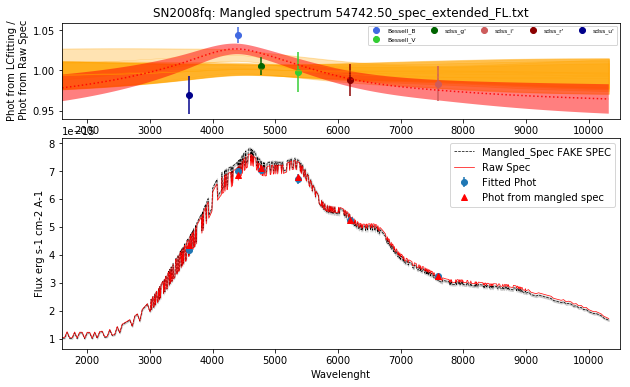 SN2008fq: Mangled spectrum 54742.50_spec_extended_FL.txt
Phot from LCfitting /
Phot from Raw Spec
1.05
1.00
0.95
Bessell_B
Bessell_V
sdss_g'
sdss_i'
sdss_r'
sdss_u'
2000 3000 4000 5000 6000 7000 8000 9000 10000
1e−15
Flux erg s-1 cm-2 A-1
8
7
6
5
4
3
2
1
Mangled_Spec FAKE SPEC
Raw Spec
Fitted Phot
Phot from mangled spec
2000 3000 4000 5000 6000 7000 8000 9000 10000
Wavelenght